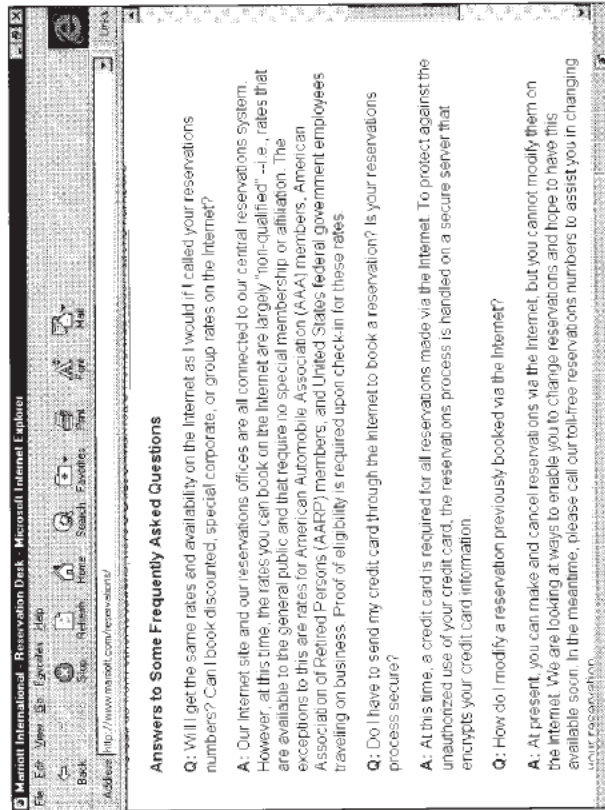 Marriott International - Reservation Desk - Microsoft Internet Explorer
File Edit View Go Favorites Help
Back Stop Refresh Home Search Favorites Print Font Mail
Address http://www.marriott.com/reservations/ Links
Answers to Some Frequently Asked Questions
Q: Will I get the same rates and availability on the Internet as I would if I called your reservations
numbers? Can I book discounted, special corporate, or group rates on the Internet?
A: Our Internet site and our reservations offices are all connected to our central reservations system.
However, at this time, the rates you can book on the Internet are largely "non-qualified" --i.e., rates that
are available to the general public and that require no special membership or affiliation. The
exceptions to this are rates for American Automobile Association (AAA) members, American
Association of Retired Persons (AARP) members, and United States federal government employees
traveling on business. Proof of eligibility is required upon check-in for these rates.
Q: Do I have to send my credit card through the Internet to book a reservation? Is your reservations
process secure?
A: At this time, a credit card is required for all reservations made via the Internet. To protect against the
unauthorized use of your credit card, the reservations process is handled on a secure server that
encrypts your credit card information.
Q: How do I modify a reservation previously booked via the Internet?
A: At present, you can make and cancel reservations via the Internet, but you cannot modify them on
the Internet. We are looking at ways to enable you to change reservations and hope to have this
available soon. In the meantime, please call our toll-free reservations numbers to assist you in changing
your reservation